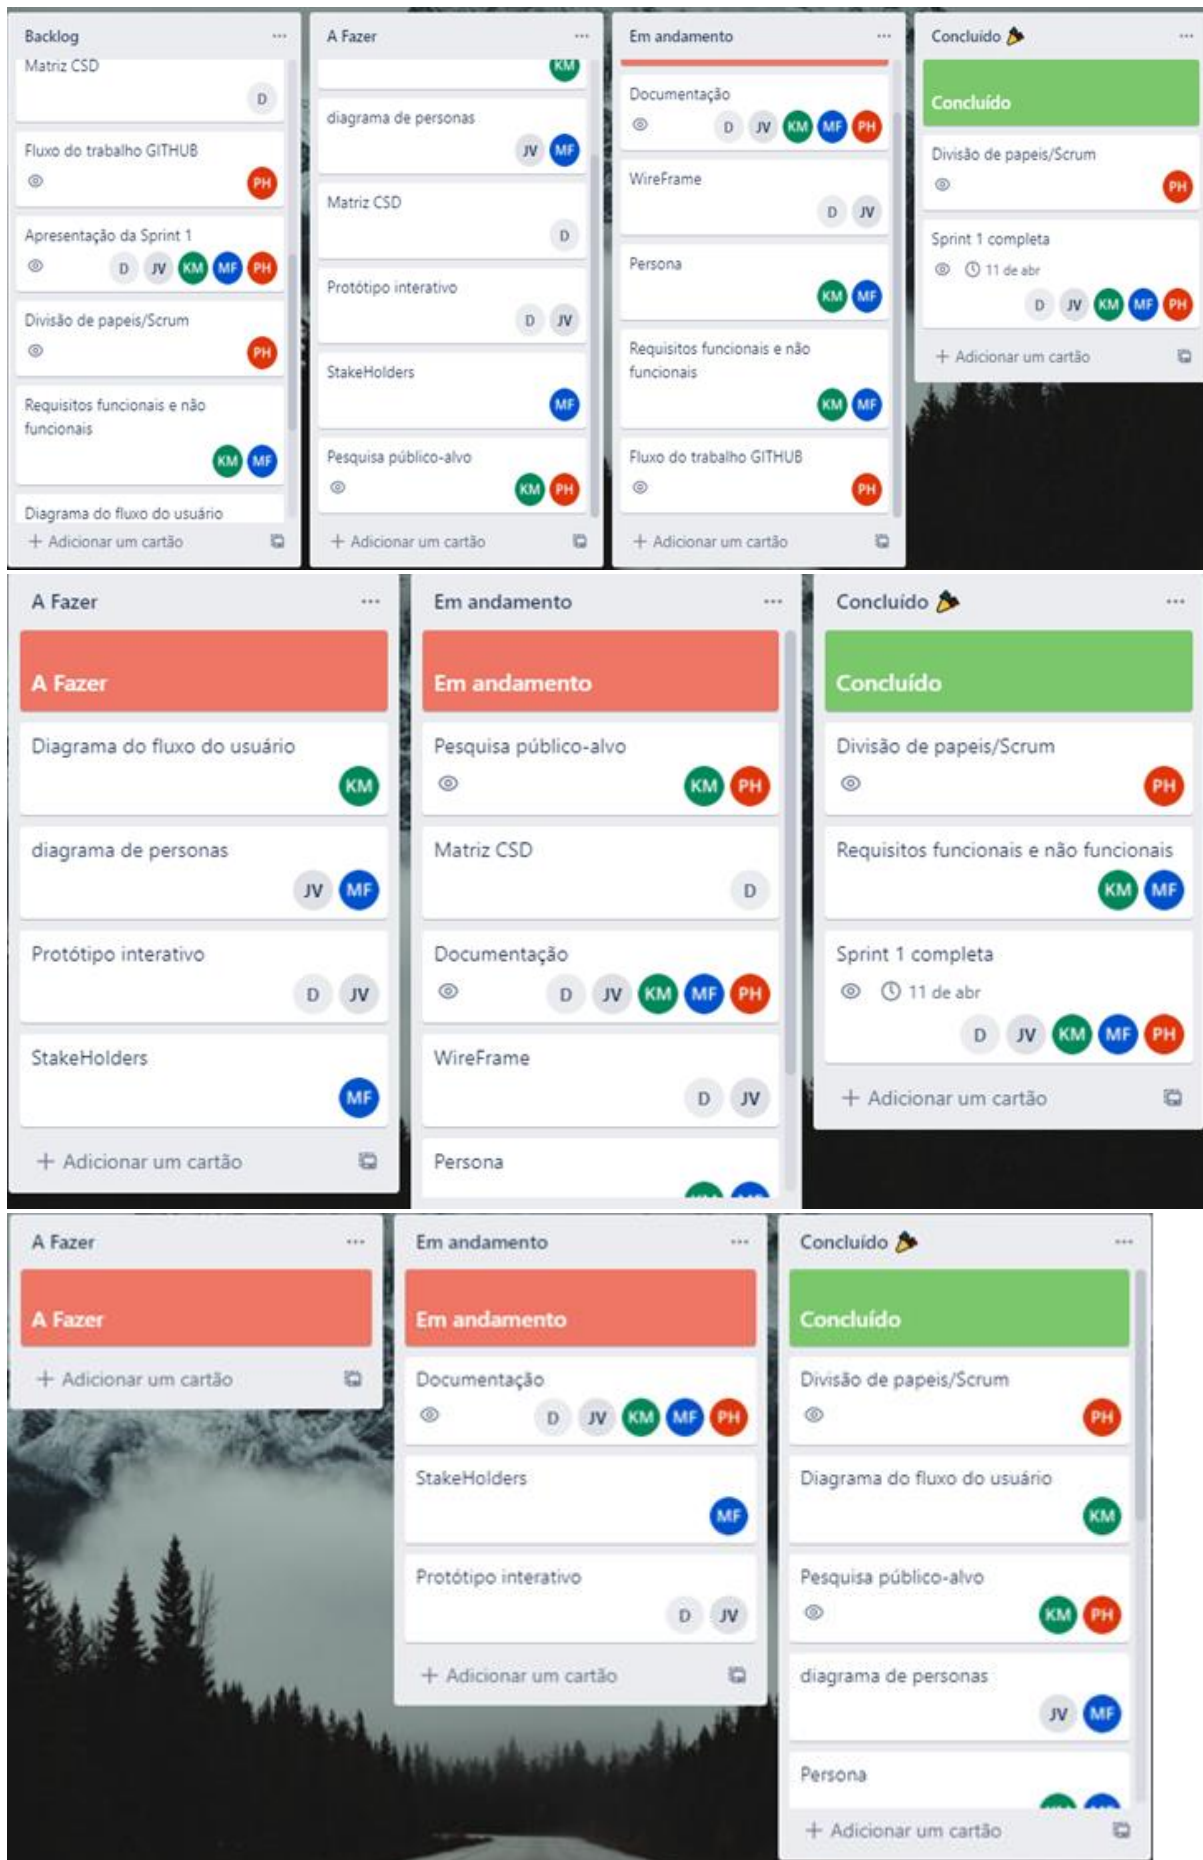 Backlog ...
Matriz CSD
D
Fluxo do trabalho GITHUB
PH
Apresentação da Sprint 1
D JV KM MF PH
Divisão de papeis/Scrum
PH
Requisitos funcionais e não
funcionais
KM MF
Diagrama do fluxo do usuário
+ Adicionar um cartão
A Fazer ...
KM
diagrama de personas
JV MF
Matriz CSD
D
Protótipo interativo
D JV
StakeHolders
MF
Pesquisa público-alvo
KM PH
+ Adicionar um cartão
Em andamento ...
Documentação
D JV KM MF PH
WireFrame
D JV
Persona
KM MF
Requisitos funcionais e não
funcionais
KM MF
Fluxo do trabalho GITHUB
PH
+ Adicionar um cartão
Concluído 🎉 ...
Concluído
Divisão de papeis/Scrum
PH
Sprint 1 completa
11 de abr
D JV KM MF PH
+ Adicionar um cartão
A Fazer ...
A Fazer
Diagrama do fluxo do usuário
KM
diagrama de personas
JV MF
Protótipo interativo
D JV
StakeHolders
MF
+ Adicionar um cartão
Em andamento ...
Em andamento
Pesquisa público-alvo
KM PH
Matriz CSD
D
Documentação
D JV KM MF PH
WireFrame
D JV
Persona
KM MF
Concluído 🎉 ...
Concluído
Divisão de papeis/Scrum
PH
Requisitos funcionais e não funcionais
KM MF
Sprint 1 completa
11 de abr
D JV KM MF PH
+ Adicionar um cartão
A Fazer ...
A Fazer
+ Adicionar um cartão
Em andamento ...
Em andamento
Documentação
D JV KM MF PH
StakeHolders
MF
Protótipo interativo
D JV
+ Adicionar um cartão
Concluído 🎉 ...
Concluído
Divisão de papeis/Scrum
PH
Diagrama do fluxo do usuário
KM
Pesquisa público-alvo
KM PH
diagrama de personas
JV MF
Persona
KM MF
+ Adicionar um cartão